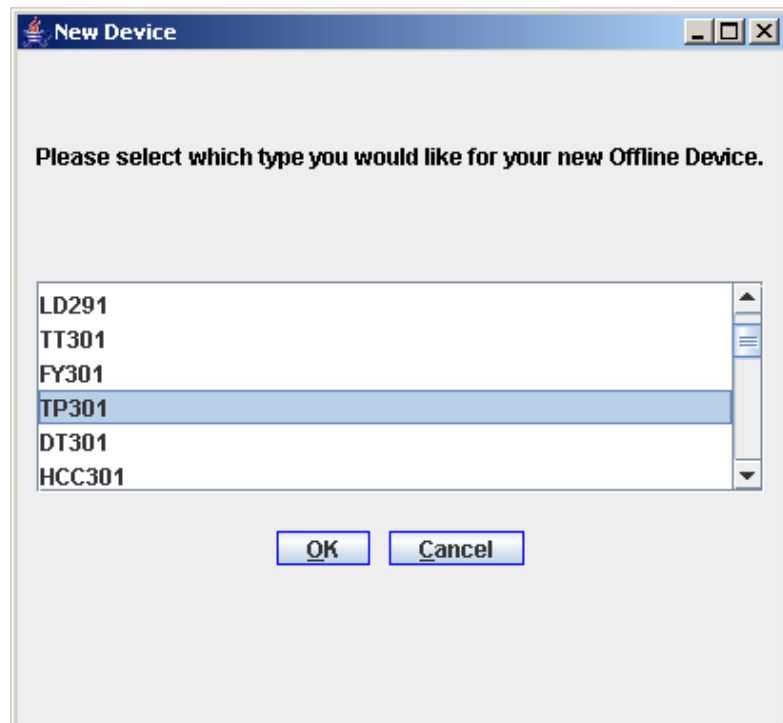 New Device
Please select which type you would like for your new Offline Device.
LD291
TT301
FY301
TP301
DT301
HCC301
OK
Cancel